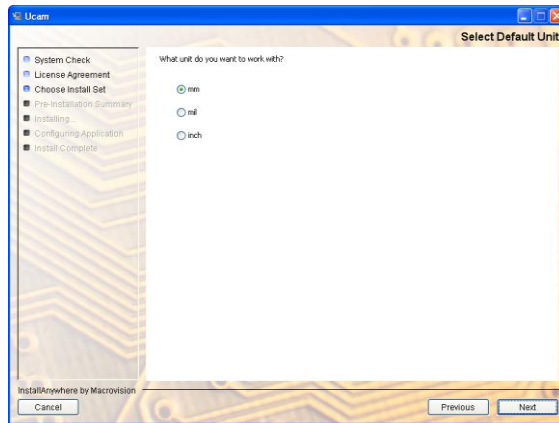 Ucam
Select Default Unit
System Check
License Agreement
Choose Install Set
Pre-Installation Summary
Installing...
Configuring Application
Install Complete
What unit do you want to work with?
mm
mil
inch
InstallAnywhere by Macrovision
Cancel
Previous
Next